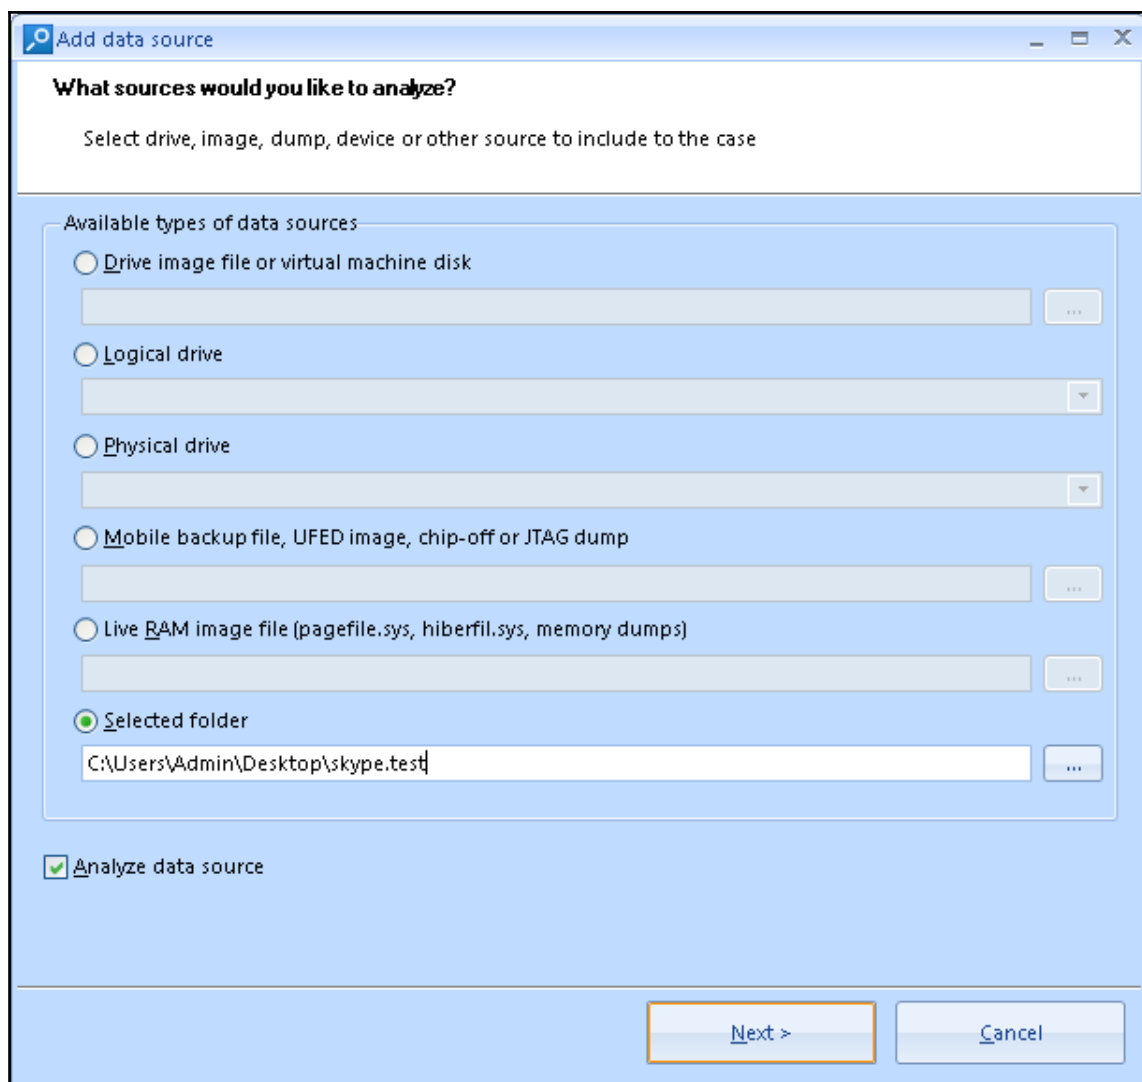 Add data source
What sources would you like to analyze?
Select drive, image, dump, device or other source to include to the case
Available types of data sources
Drive image file or virtual machine disk
...
Logical drive
Physical drive
Mobile backup file, UFED image, chip-off or JTAG dump
...
Live RAM image file (pagefile.sys, hiberfil.sys, memory dumps)
...
Selected folder
C:\Users\Admin\Desktop\skype.test
...
Analyze data source
Next >
Cancel